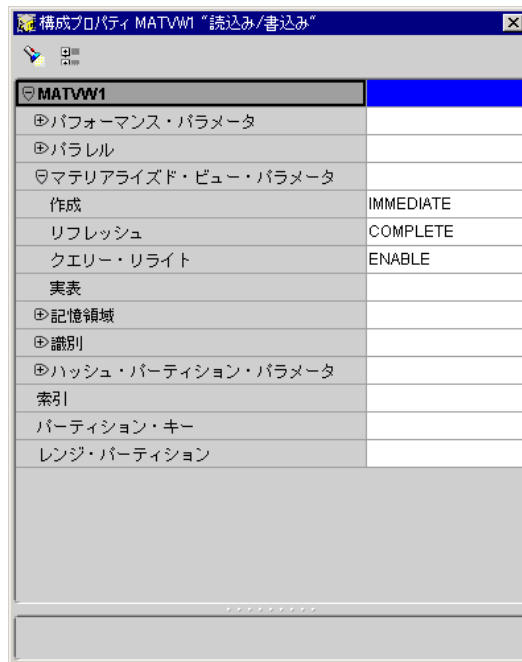 構成プロパティ MATVW1 “読込み/書込み“
MATVW1
パフォーマンス・パラメータ
パラレル
マテリアライズド・ビュー・パラメータ
作成 IMMEDIATE
リフレッシュ COMPLETE
クエリー・リライト ENABLE
実表
記憶領域
識別
ハッシュ・パーティション・パラメータ
索引
パーティション・キー
レンジ・パーティション